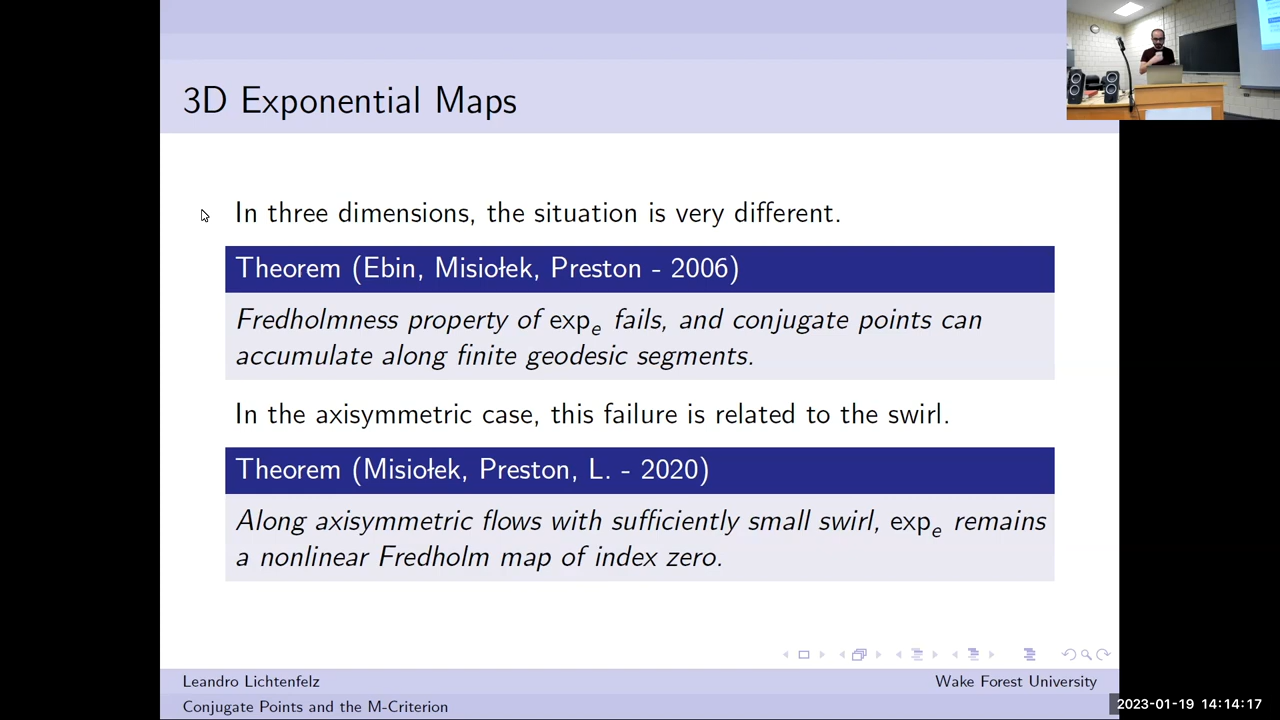 3D Exponential Maps
In three dimensions, the situation is very different.
Theorem (Ebin, Misiołek, Preston - 2006)
Fredholmness property of expₑ fails, and conjugate points can
accumulate along finite geodesic segments.
In the axisymmetric case, this failure is related to the swirl.
Theorem (Misiołek, Preston, L. - 2020)
Along axisymmetric flows with sufficiently small swirl, expₑ remains
a nonlinear Fredholm map of index zero.
Leandro Lichtenfelz
Wake Forest University
Conjugate Points and the M-Criterion
2023-01-19 14:14:17